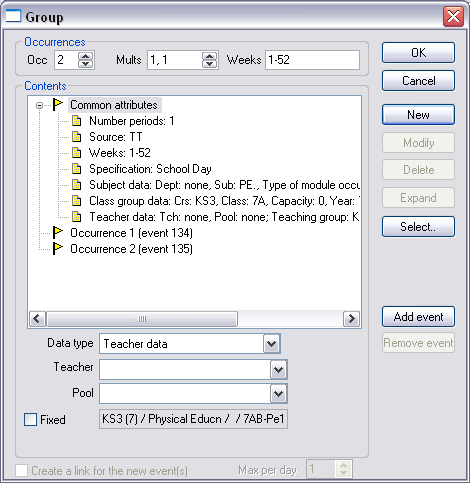 Group
Occurrences
Occ 2 Mults 1, 1 Weeks 1-52
OK
Cancel
Contents
Common attributes
Number periods: 1
Source: TT
Weeks: 1-52
Specification: School Day
Subject data: Dept: none, Sub: PE., Type of module occu
Class group data: Crs: KS3, Class: 7A, Capacity: 0, Year:
Teacher data: Tch: none, Pool: none; Teaching group: K
Occurrence 1 (event 134)
Occurrence 2 (event 135)
New
Modify
Delete
Expand
Select..
Add event
Remove event
Data type Teacher data
Teacher
Pool
Fixed KS3 (7) / Physical Educn / / 7AB-Pe1
Create a link for the new event(s) Max per day 1